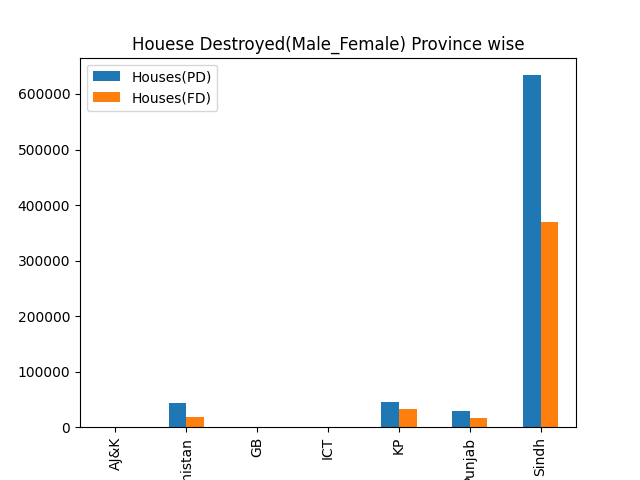 Houese Destroyed(Male_Female) Province wise
Houses(PD)
Houses(FD)
600000
500000
400000
300000
200000
100000
0
AJ&K
GB
ICT
KP
Sindh